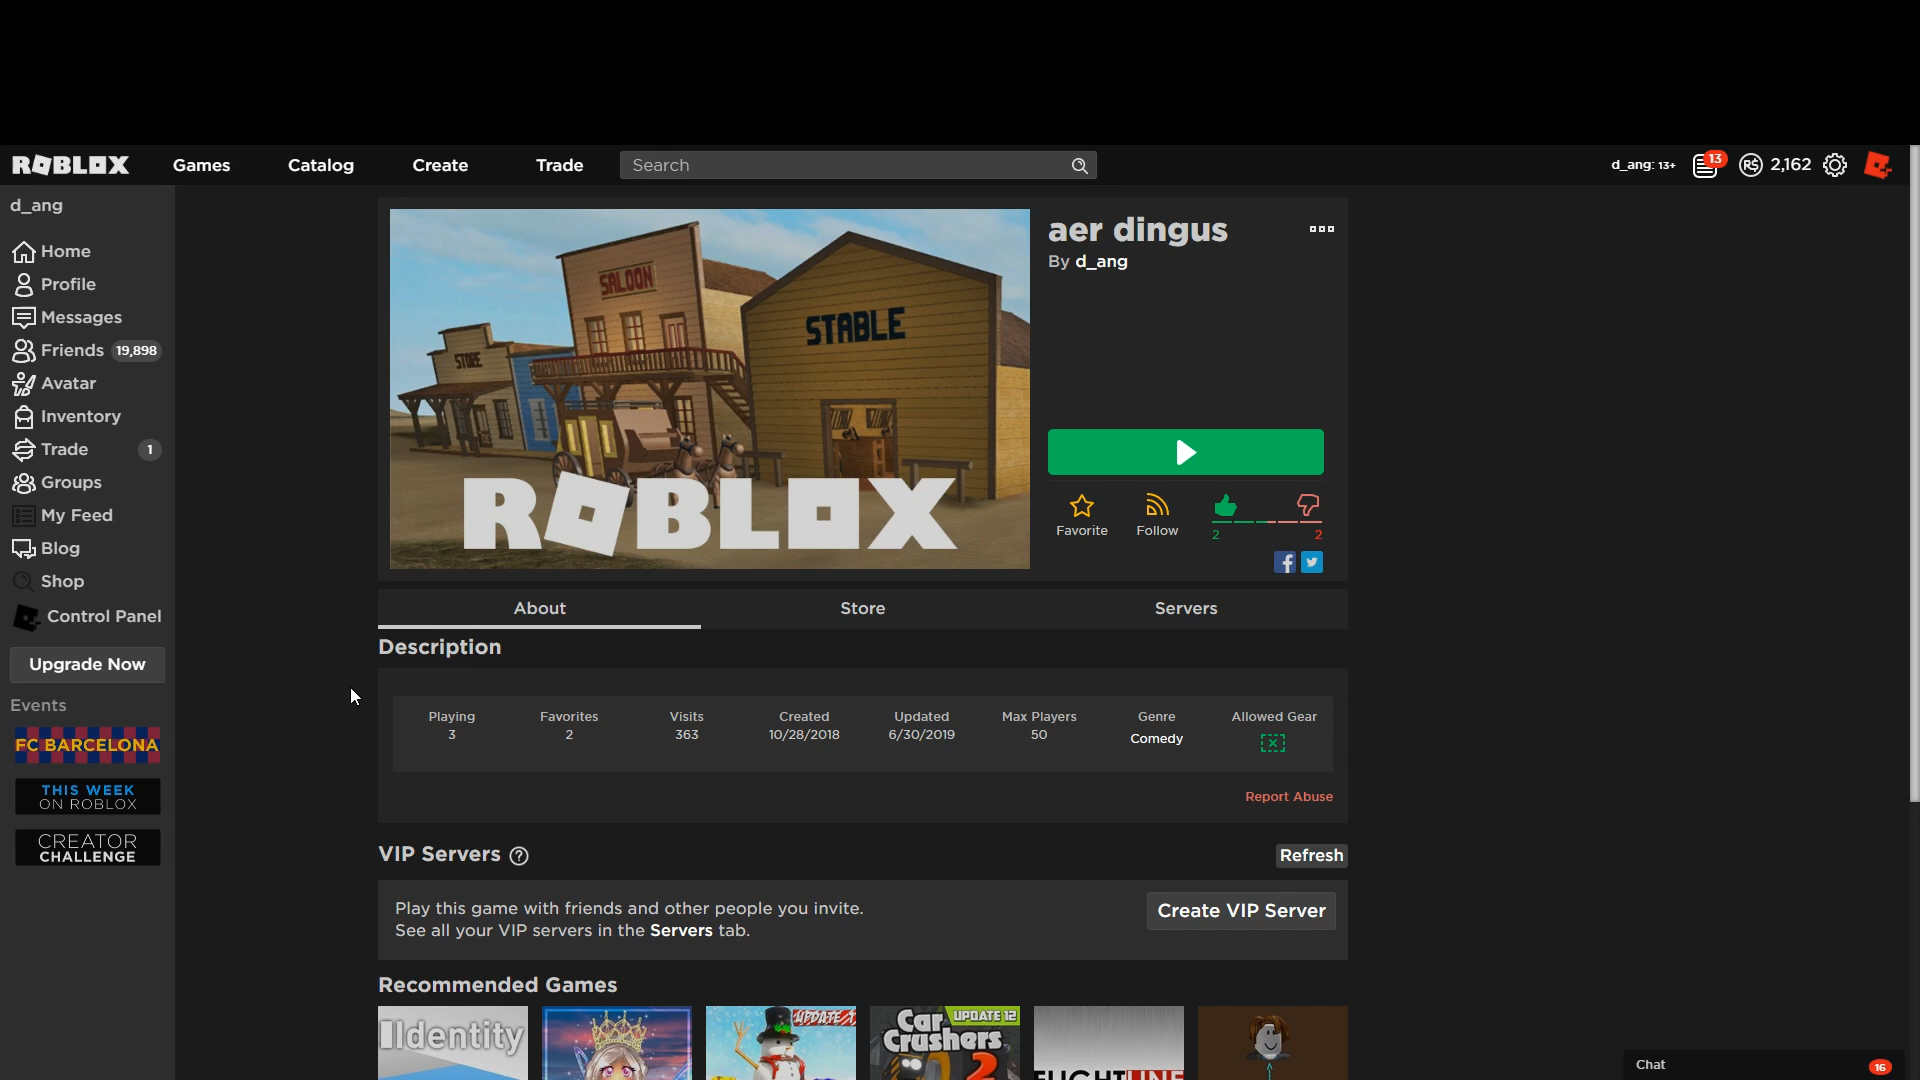 ROBLOX
Games
Catalog
Create
Trade
Search
d_ang: 13+
13
2,162
d_ang
Home
Profile
Messages
Friends 19,898
Avatar
Inventory
Trade 1
Groups
My Feed
Blog
Shop
Control Panel
Upgrade Now
Events
FC BARCELONA
THIS WEEK
ON ROBLOX
CREATOR
CHALLENGE
STORE
SALOON
STABLE
ROBLOX
aer dingus
By d_ang
Favorite
Follow
2
2
About
Store
Servers
Description
Playing
3
Favorites
2
Visits
363
Created
10/28/2018
Updated
6/30/2019
Max Players
50
Genre
Comedy
Allowed Gear
Report Abuse
VIP Servers
Refresh
Play this game with friends and other people you invite.
See all your VIP servers in the Servers tab.
Create VIP Server
Recommended Games
Identity
UPDATE
Car
Crushers
2
UPDATE 12
FLIGHTLINE
Chat
16